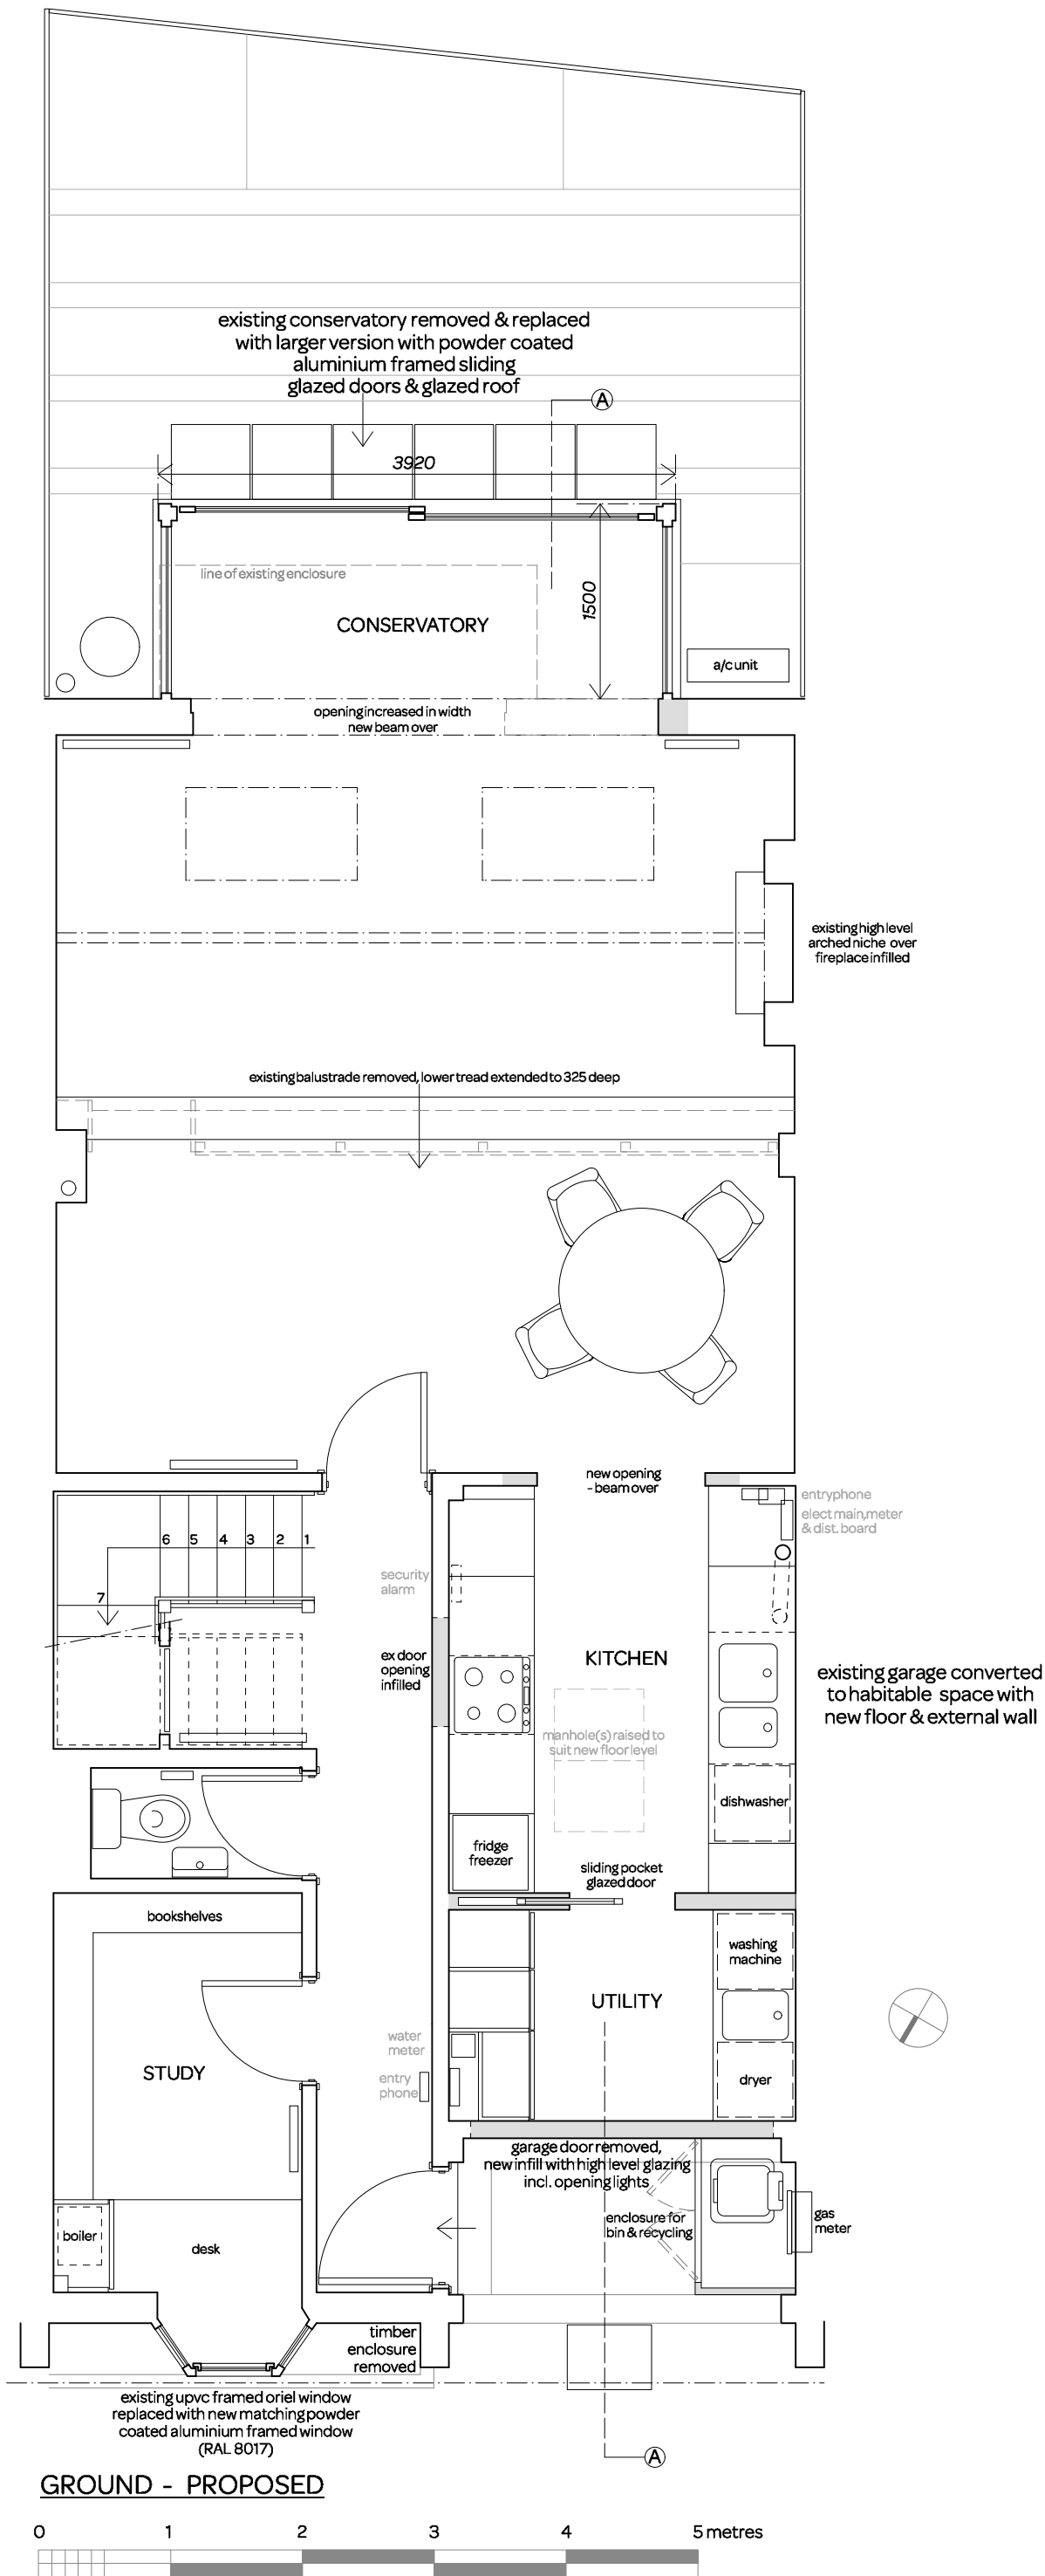 existing conservatory removed & replaced
with larger version with powder coated
aluminium framed sliding
glazed doors & glazed roof
A
3920
line of existing enclosure
1500
CONSERVATORY
a/c unit
opening increased in width
new beam over
existing high level
arched niche over
fireplace infilled
existing balustrade removed, lower tread extended to 325 deep
new opening
- beam over
entryphone
elect main, meter
& dist. board
6 5 4 3 2 1
7
security
alarm
ex door
opening
infilled
KITCHEN
existing garage converted
to habitable space with
new floor & external wall
manhole(s) raised to
suit new floor level
dishwasher
fridge
freezer
sliding pocket
glazed door
bookshelves
washing
machine
UTILITY
water
meter
STUDY
entry
phone
dryer
garage door removed,
new infill with high level glazing
incl. opening lights
enclosure for
bin & recycling
gas
meter
boiler
desk
timber
enclosure
removed
existing upvc framed oriel window
replaced with new matching powder
coated aluminium framed window
(RAL 8017)
A
GROUND - PROPOSED
0 1 2 3 4 5 metres